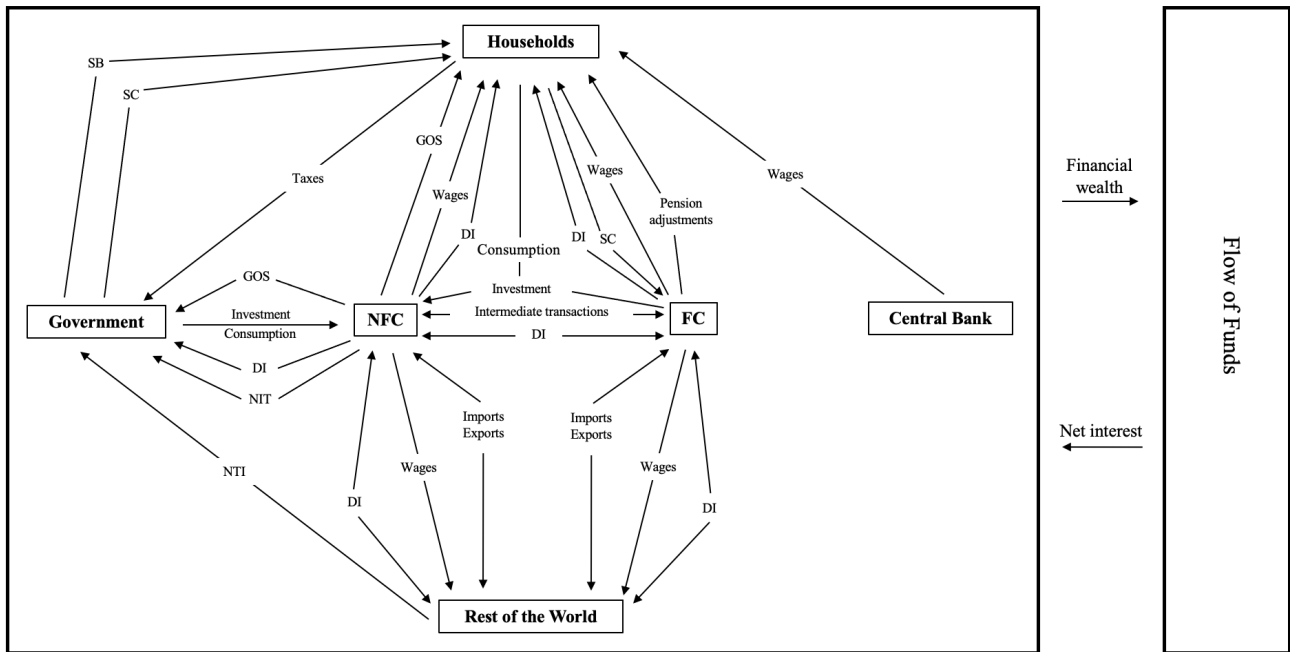 Households
SB
SC
GOS
Taxes
Wages
Wages
Wages
Pension
adjustments
DI
DI
SC
Consumption
GOS
Investment
Investment
Intermediate transactions
Government
Consumption
NFC
FC
Central Bank
DI
DI
NIT
Imports
Exports
Imports
Exports
NTI
Wages
Wages
DI
DI
Rest of the World
Financial
wealth
Net interest
Flow of Funds